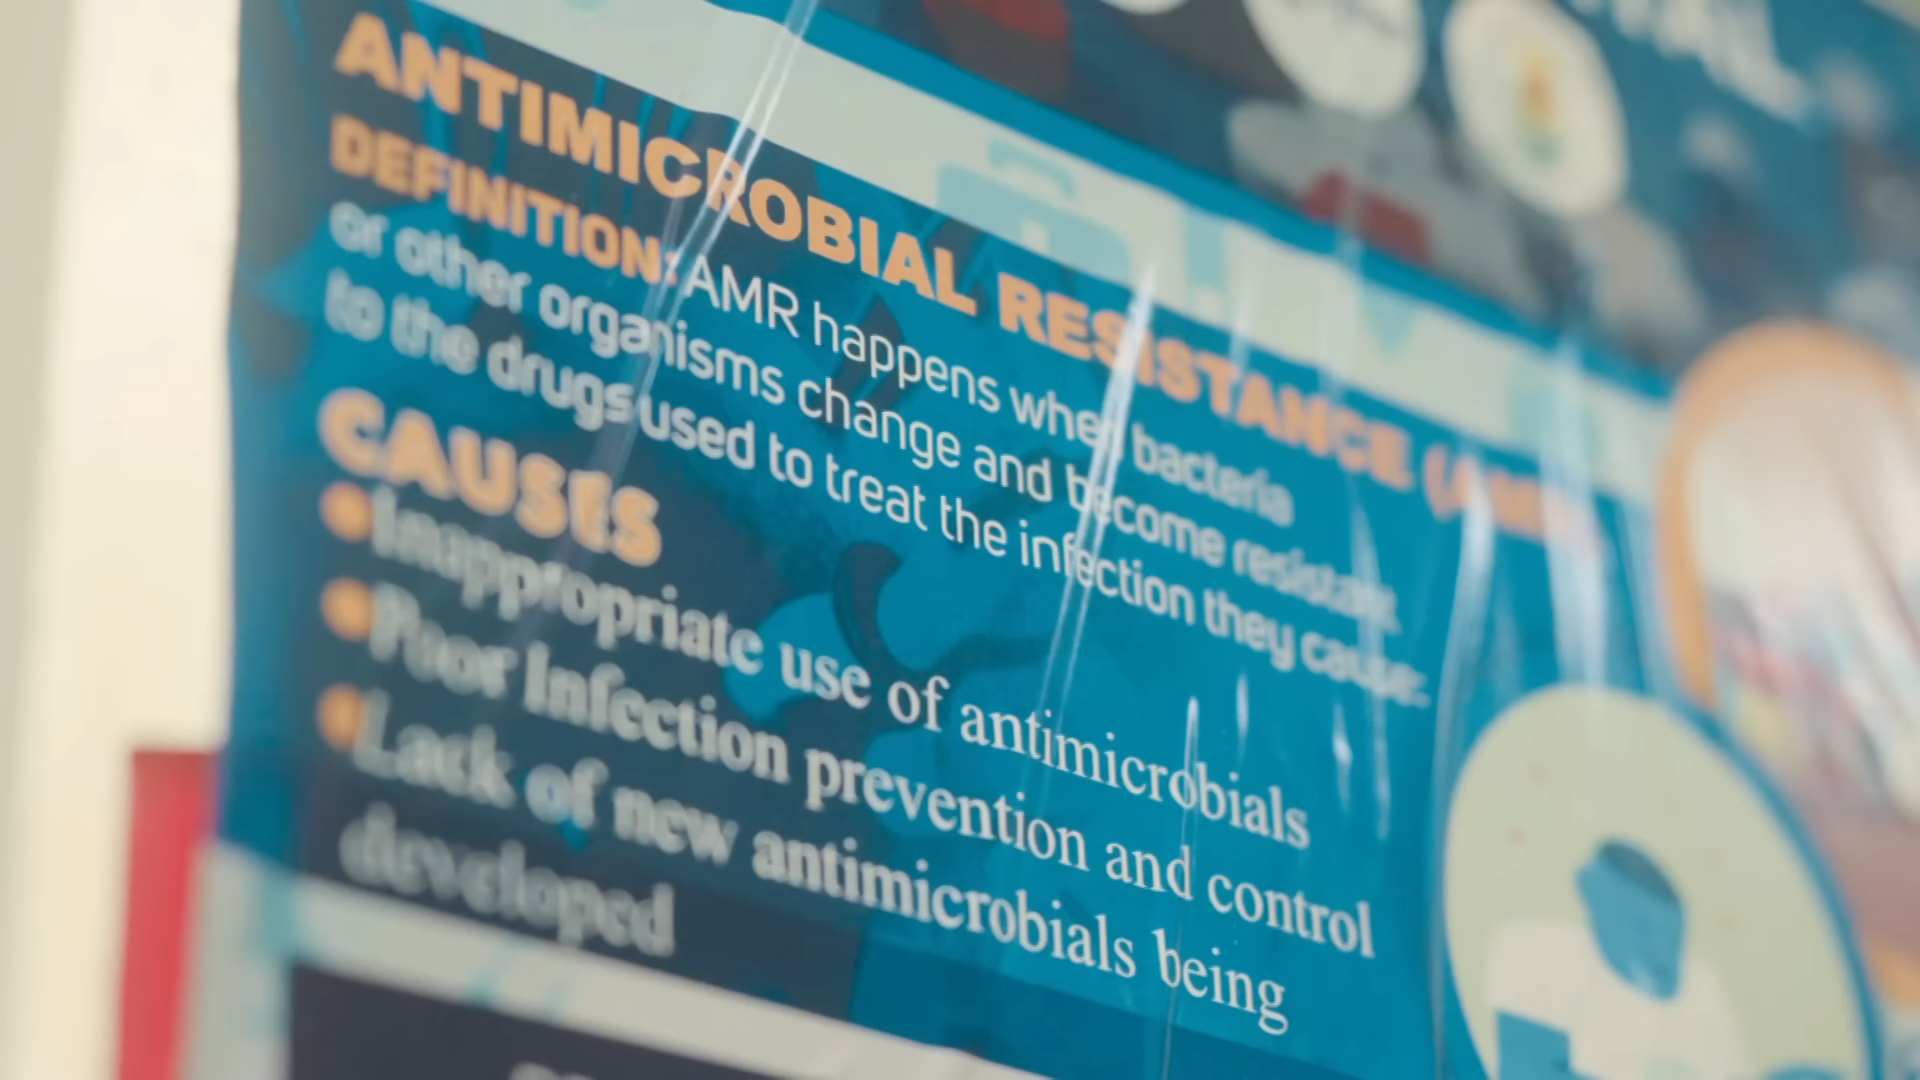 ANTIMICROBIAL RESISTANCE (AMR)
DEFINITION: AMR happens when bacteria
or other organisms change and become resistant
to the drugs used to treat the infection they cause.
CAUSES
Inappropriate use of antimicrobials
Poor Infection prevention and control
Lack of new antimicrobials being
developed